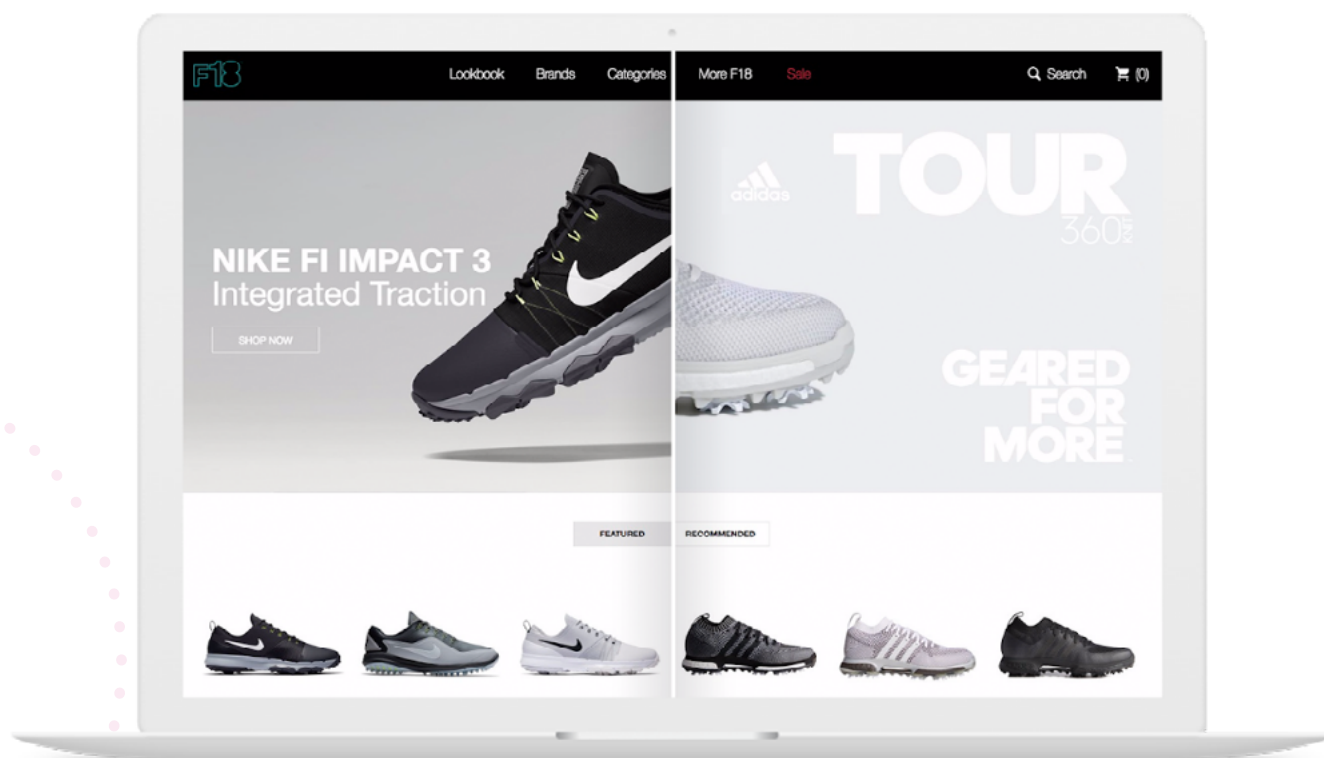 F18
Lookbook Brands Categories More F18 Sale Search (0)
adidas
TOUR
360 KNIT
NIKE FI IMPACT 3
Integrated Traction
SHOP NOW
GEARED
FOR
MORE
FEATURED RECOMMENDED